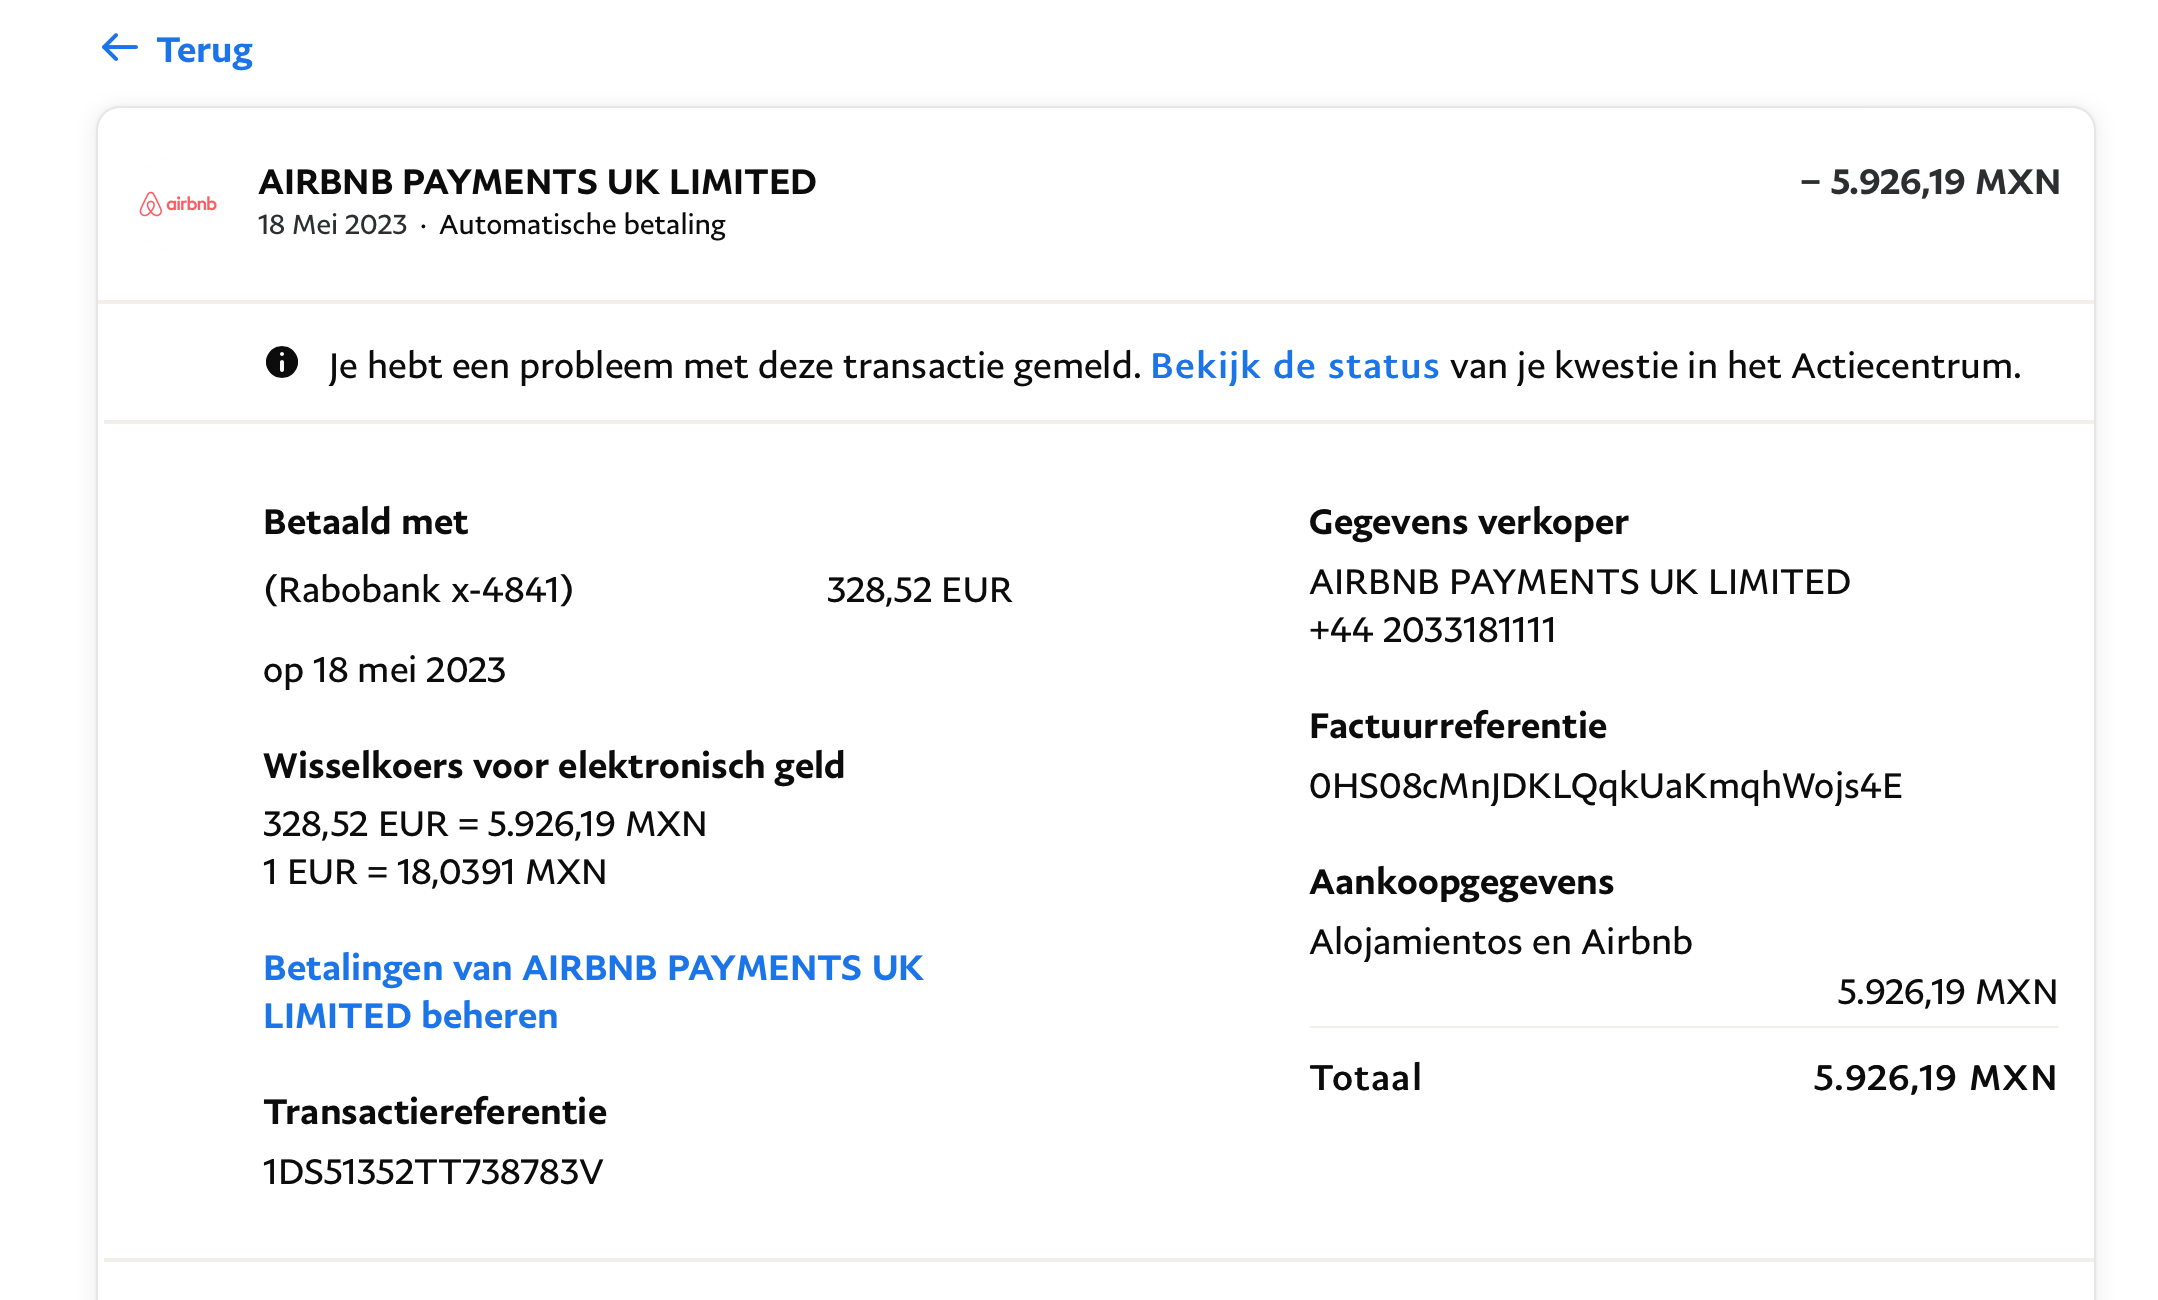 Terug
airbnb
AIRBNB PAYMENTS UK LIMITED
– 5.926,19 MXN
18 Mei 2023 · Automatische betaling
Je hebt een probleem met deze transactie gemeld. Bekijk de status van je kwestie in het Actiecentrum.
Betaald met
(Rabobank x-4841) 328,52 EUR
op 18 mei 2023
Wisselkoers voor elektronisch geld
328,52 EUR = 5.926,19 MXN
1 EUR = 18,0391 MXN
Betalingen van AIRBNB PAYMENTS UK
LIMITED beheren
Transactiereferentie
1DS51352TT738783V
Gegevens verkoper
AIRBNB PAYMENTS UK LIMITED
+44 2033181111
Factuurreferentie
0HS08cMnJDKLQqkUaKmqhWojs4E
Aankoopgegevens
Alojamientos en Airbnb
5.926,19 MXN
Totaal 5.926,19 MXN